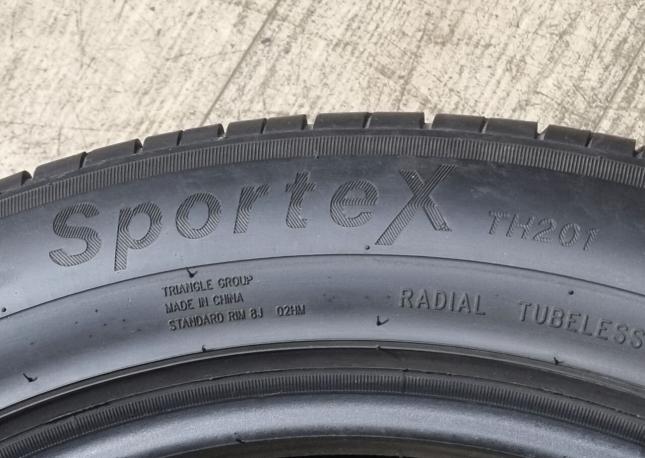 SporteX TH201
TRIANGLE GROUP
MADE IN CHINA
STANDARD RIM 8J 02HM
RADIAL TUBELESS